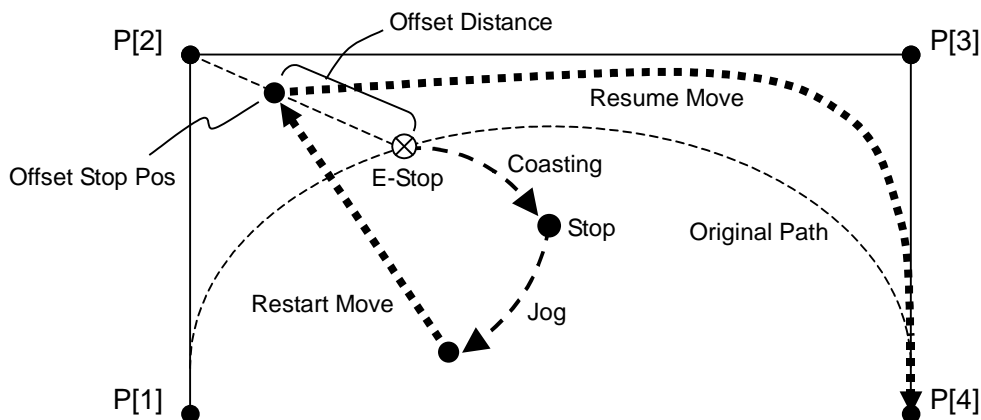 Offset Distance
P[2]
P[3]
Resume Move
Offset Stop Pos
E-Stop
Coasting
Stop
Original Path
Restart Move
Jog
P[1]
P[4]